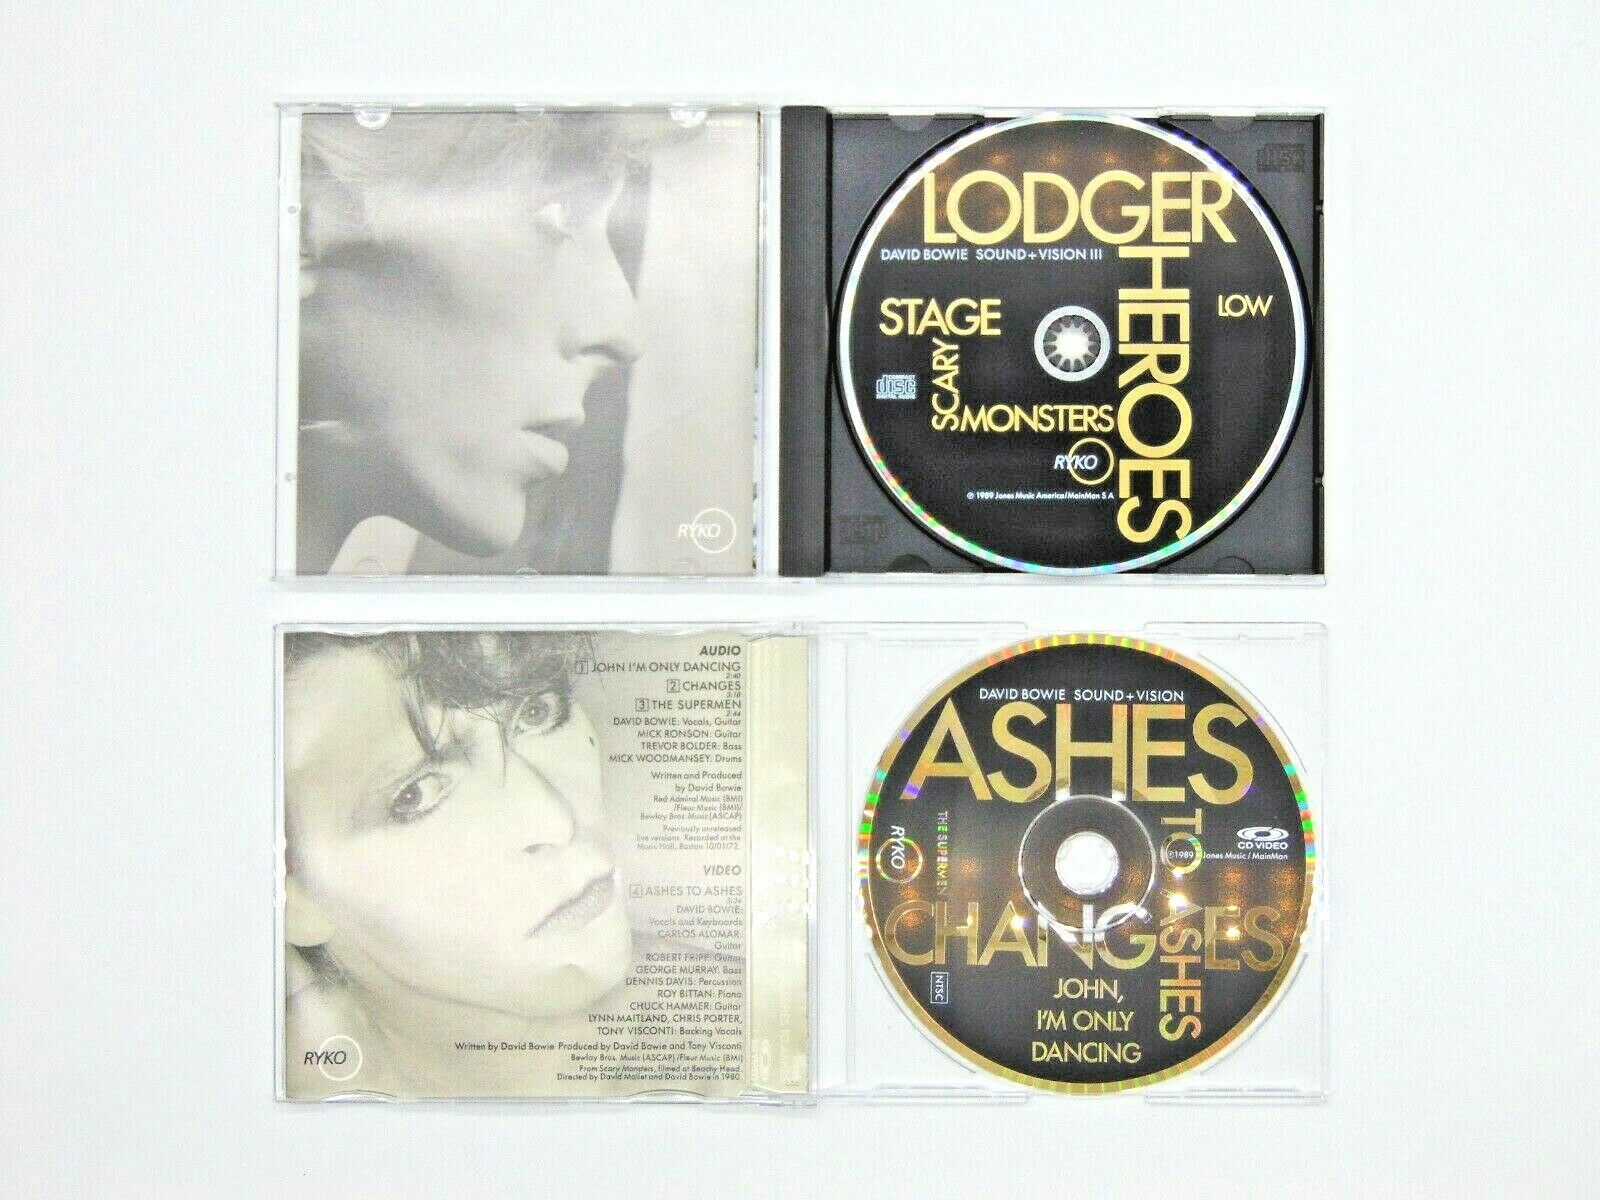 RYKO
LODGER
DAVID BOWIE SOUND+VISION III
HEROES
STAGE
LOW
SCARY
MONSTERS
COMPACT
disc
DIGITAL AUDIO
RYKO
℗ 1989 Jones Music America/MainMan S A
AUDIO
1 JOHN I'M ONLY DANCING
2:40
2 CHANGES
3:18
3 THE SUPERMEN
2:44
DAVID BOWIE: Vocals, Guitar
MICK RONSON: Guitar
TREVOR BOLDER: Bass
MICK WOODMANSEY: Drums
Written and Produced
by David Bowie
Red Admiral Music (BMI)
/Fleur Music (BMI)/
Bewlay Bros. Music (ASCAP)
Previously unreleased
live versions. Recorded at the
Music Hall, Boston 10/01/72.
VIDEO
4 ASHES TO ASHES
3:34
DAVID BOWIE:
Vocals and Keyboards
CARLOS ALOMAR:
Guitar
ROBERT FRIPP: Guitar
GEORGE MURRAY: Bass
DENNIS DAVIS: Percussion
ROY BITTAN: Piano
CHUCK HAMMER: Guitar
LYNN MAITLAND, CHRIS PORTER,
TONY VISCONTI: Backing Vocals
Written by David Bowie Produced by David Bowie and Tony Visconti
Bewlay Bros. Music (ASCAP)/Fleur Music (BMI)
From Scary Monsters, filmed at Beachy Head.
Directed by David Mallet and David Bowie in 1980.
RYKO
DAVID BOWIE SOUND+VISION
ASHES
TO
ASHES
THE SUPERMEN
RYKO
CD VIDEO
℗1989 Jones Music / MainMan
CHANGES
NTSC
JOHN,
I'M ONLY
DANCING